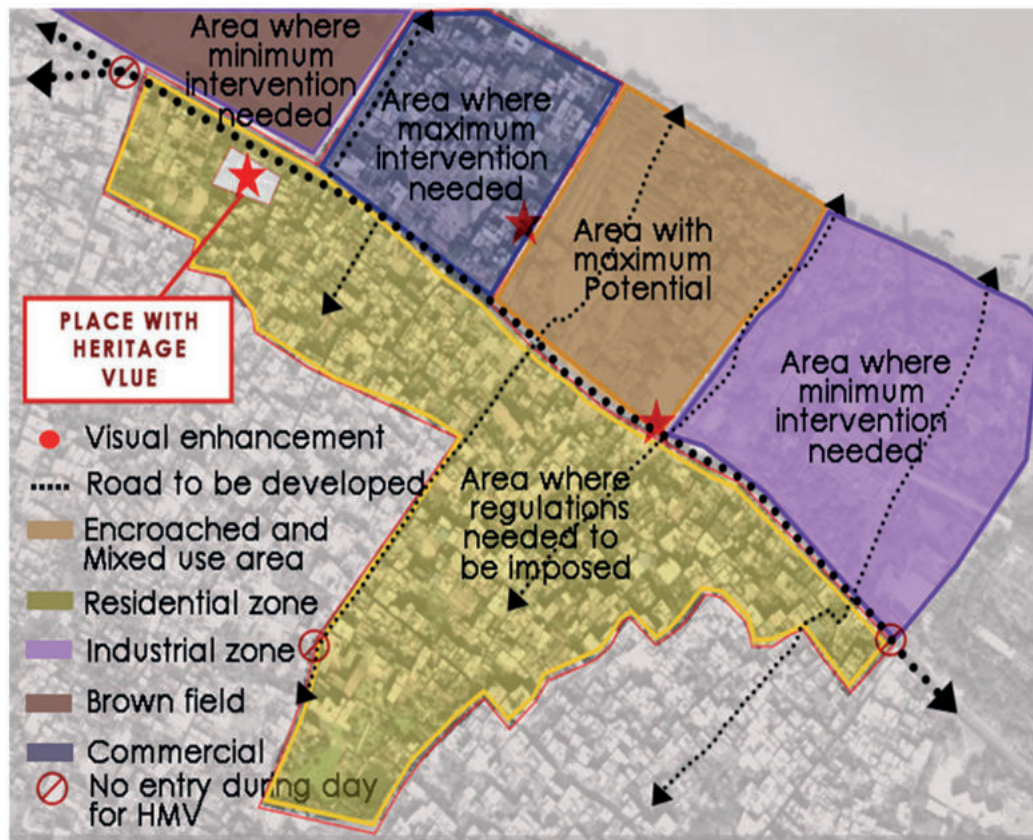 Area where
minimum
intervention
needed
Area where
maximum
intervention
needed
Area with
maximum
Potential
PLACE WITH
HERITAGE
VLUE
Area where
minimum
intervention
needed
Visual enhancement
Road to be developed
Area where
regulations
needed to
be imposed
Encroached and
Mixed use area
Residential zone
Industrial zone
Brown field
Commercial
No entry during day
for HMV